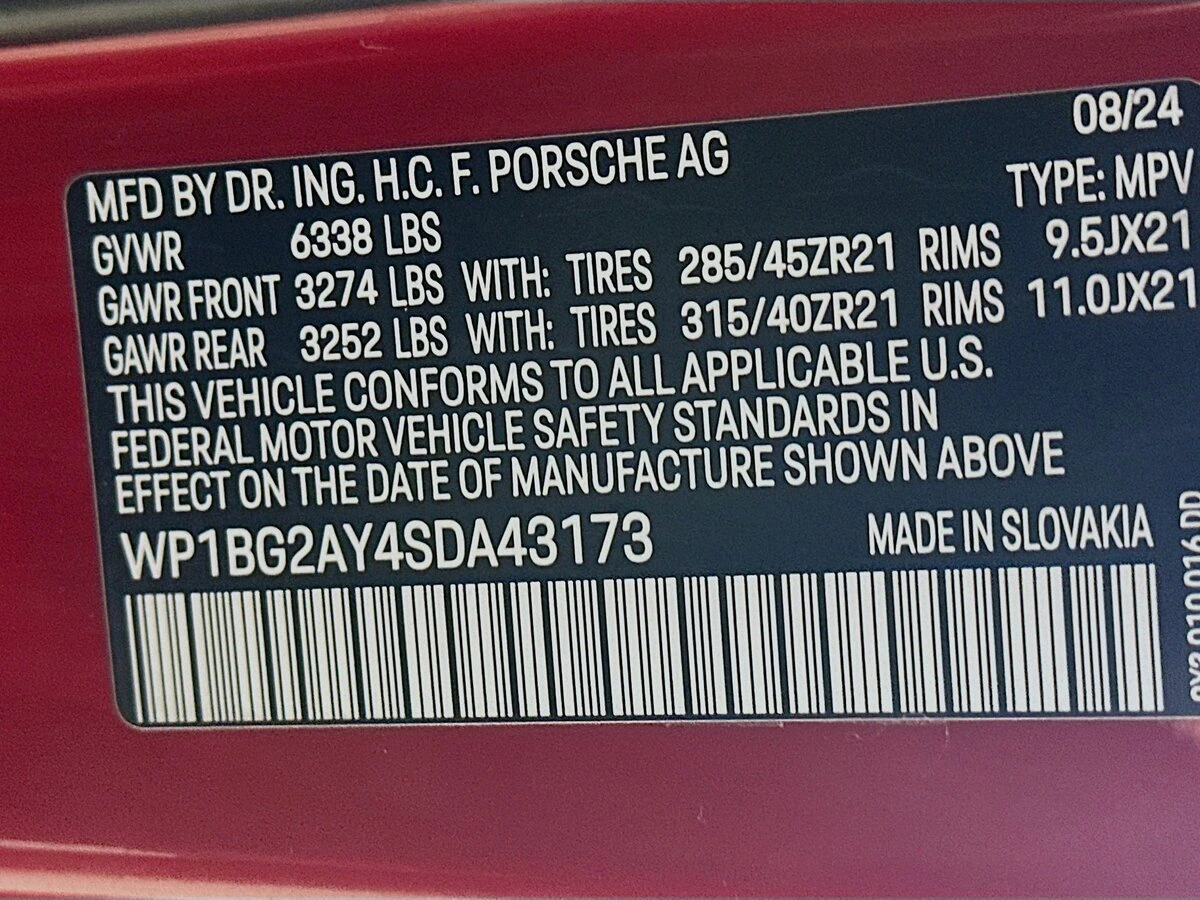 08/24
MFD BY DR. ING. H.C. F. PORSCHE AG
TYPE: MPV
GVWR 6338 LBS
GAWR FRONT 3274 LBS WITH: TIRES 285/45ZR21 RIMS 9.5JX21
GAWR REAR 3252 LBS WITH: TIRES 315/40ZR21 RIMS 11.0JX21
THIS VEHICLE CONFORMS TO ALL APPLICABLE U.S.
FEDERAL MOTOR VEHICLE SAFETY STANDARDS IN
EFFECT ON THE DATE OF MANUFACTURE SHOWN ABOVE
WP1BG2AY4SDA43173 MADE IN SLOVAKIA
010.016.DD